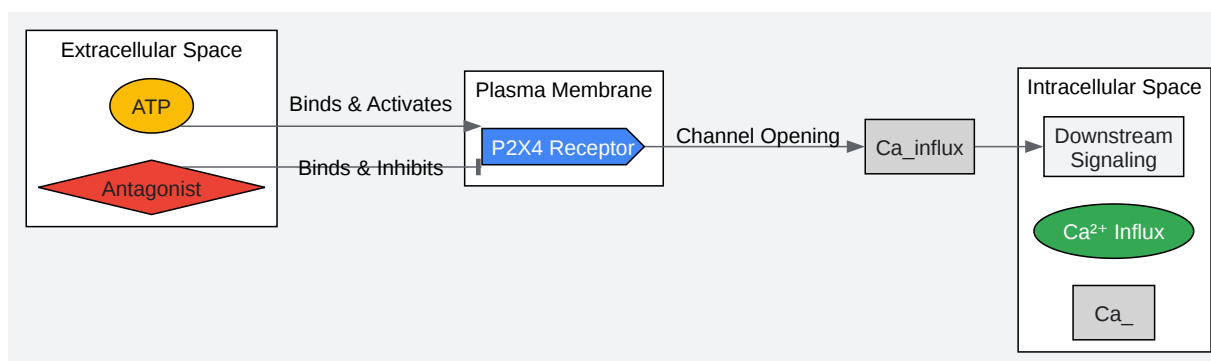 Extracellular Space
ATP
Antagonist
Binds & Activates
Binds & Inhibits
Plasma Membrane
P2X4 Receptor
Channel Opening
Ca_influx
Intracellular Space
Downstream
Signaling
Ca²⁺ Influx
Ca_